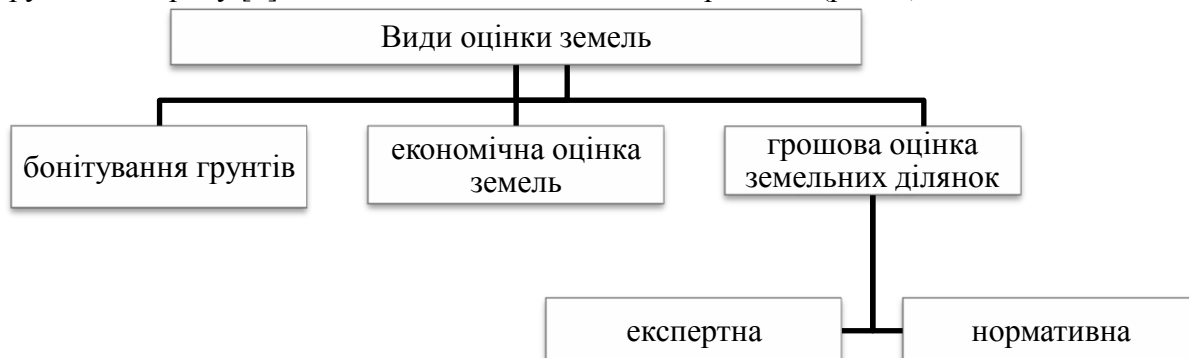 Види оцінки земель
бонітування грунтів
економічна оцінка
земель
грошова оцінка
земельних ділянок
експертна
нормативна